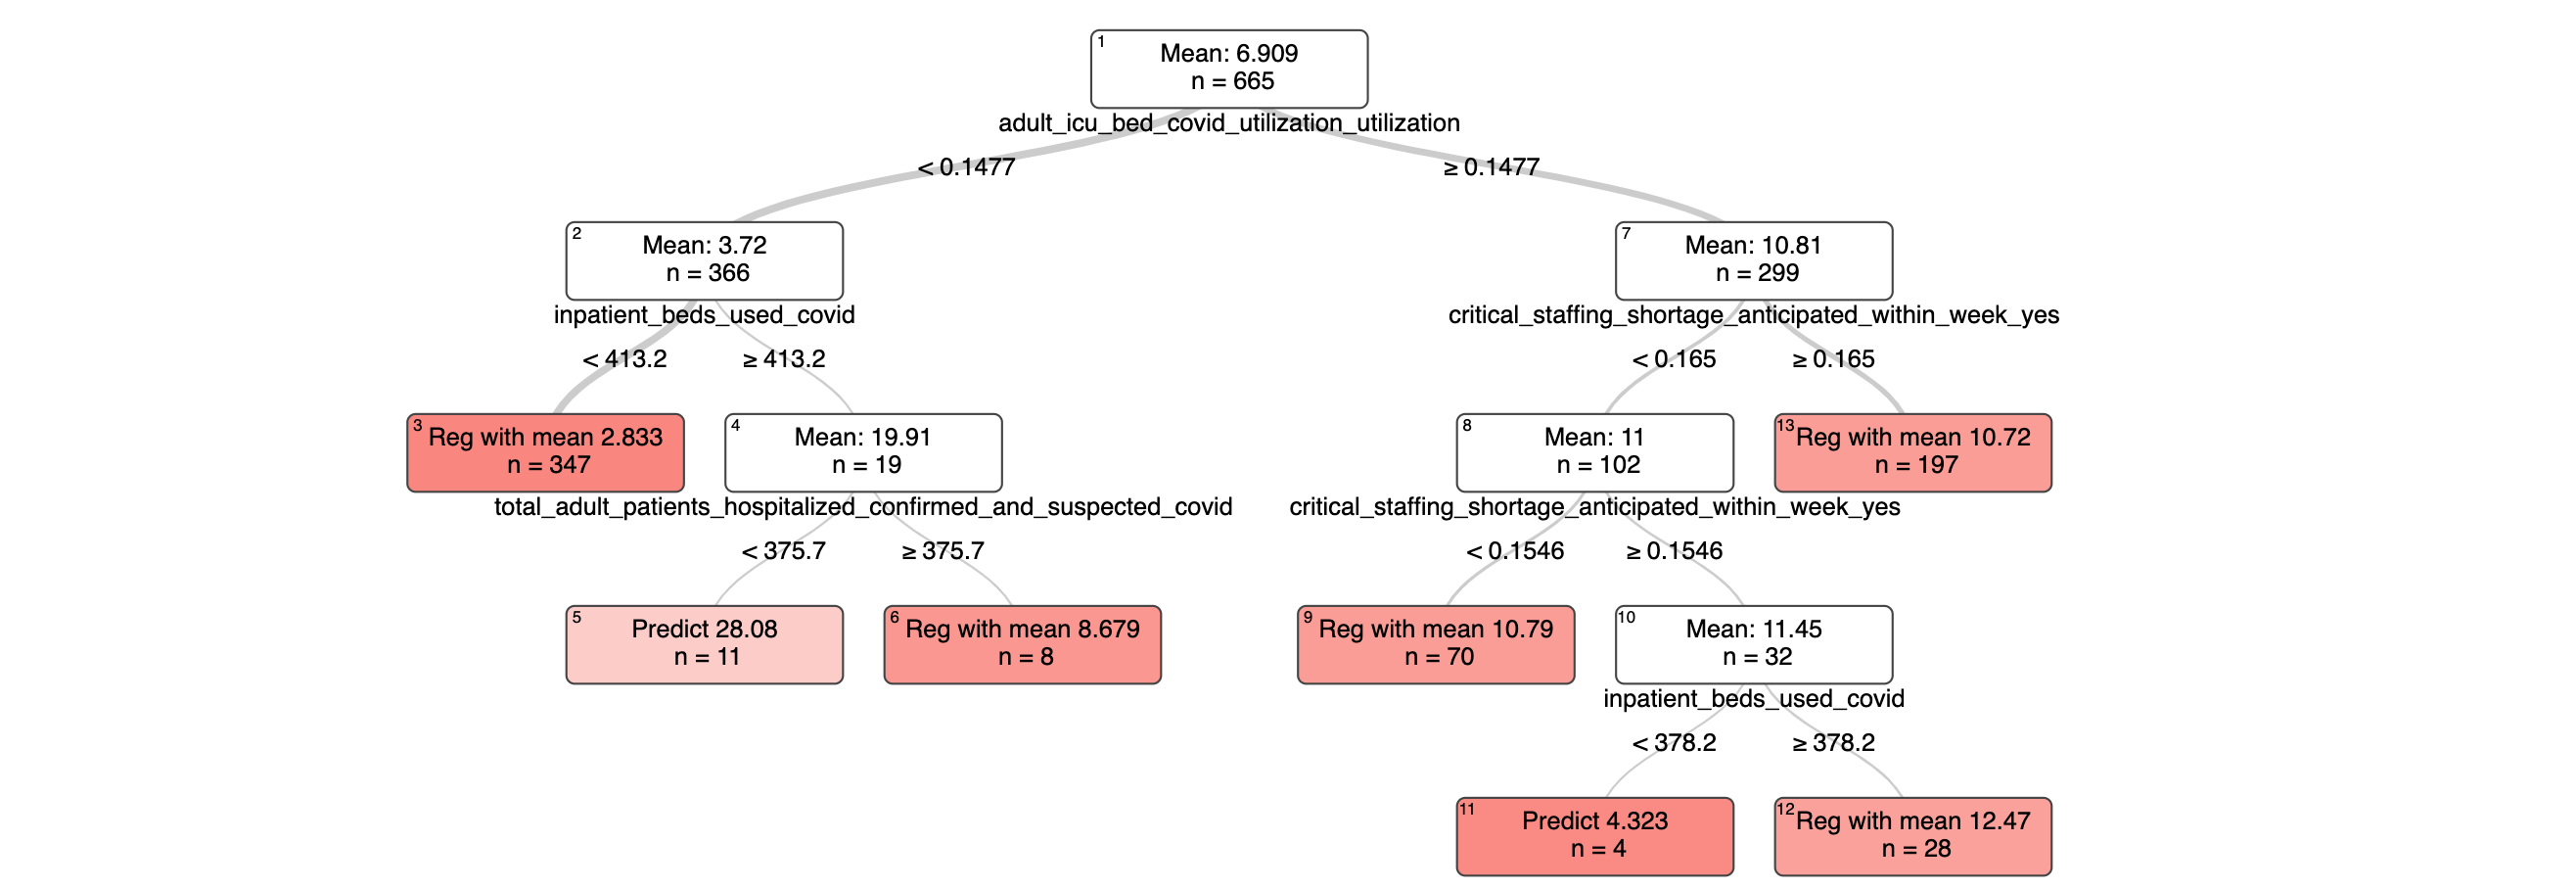 1
Mean: 6.909
n = 665
adult_icu_bed_covid_utilization_utilization
< 0.1477
≥ 0.1477
2
Mean: 3.72
n = 366
7
Mean: 10.81
n = 299
inpatient_beds_used_covid
critical_staffing_shortage_anticipated_within_week_yes
< 413.2
≥ 413.2
< 0.165
≥ 0.165
3
Reg with mean 2.833
n = 347
4
Mean: 19.91
n = 19
8
Mean: 11
n = 102
13
Reg with mean 10.72
n = 197
total_adult_patients_hospitalized_confirmed_and_suspected_covid
critical_staffing_shortage_anticipated_within_week_yes
< 375.7
≥ 375.7
< 0.1546
≥ 0.1546
5
Predict 28.08
n = 11
6
Reg with mean 8.679
n = 8
9
Reg with mean 10.79
n = 70
10
Mean: 11.45
n = 32
inpatient_beds_used_covid
< 378.2
≥ 378.2
11
Predict 4.323
n = 4
12
Reg with mean 12.47
n = 28